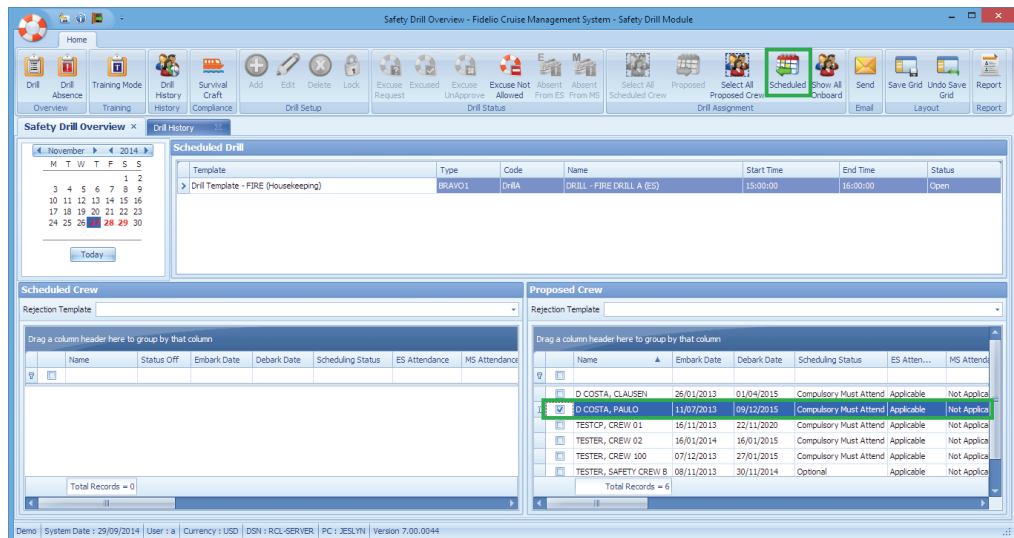 Safety Drill Overview - Fidelio Cruise Management System - Safety Drill Module
Home
Drill
Drill Absence
Training Mode
Drill History
Survival Craft
Add
Edit
Delete
Lock
Excuse Request
Excused
Excuse UnApprove
Excuse Not Allowed
Absent From ES
Absent From MS
Select All Scheduled Crew
Proposed
Select All Proposed Crew
Scheduled
Show All Onboard
Send
Save Grid
Undo Save Grid
Report
Overview Training History Compliance Drill Setup Drill Status Drill Assignment Email Layout Report
Safety Drill Overview × Drill History
November 2014
M T W T F S S
1 2
3 4 5 6 7 8 9
10 11 12 13 14 15 16
17 18 19 20 21 22 23
24 25 26 27 28 29 30
Today
Scheduled Drill
Template Type Code Name Start Time End Time Status
Drill Template - FIRE (Housekeeping) BRAVO1 DrillA DRILL - FIRE DRILL A (ES) 15:00:00 16:00:00 Open
Scheduled Crew
Rejection Template
Drag a column header here to group by that column
Name Status Off Embark Date Debark Date Scheduling Status ES Attendance MS Attendance
Total Records = 0
Proposed Crew
Rejection Template
Drag a column header here to group by that column
Name Embark Date Debark Date Scheduling Status ES Atten... MS Attenda
D COSTA, CLAUSEN 26/01/2013 01/04/2015 Compulsory Must Attend Applicable Not Applica
D COSTA, PAULO 11/07/2013 09/12/2015 Compulsory Must Attend Applicable Not Applica
TESTCP, CREW 01 16/11/2013 22/11/2020 Compulsory Must Attend Applicable Not Applica
TESTER, CREW 02 16/01/2014 16/01/2015 Compulsory Must Attend Applicable Not Applica
TESTER, CREW 100 07/12/2013 27/01/2015 Compulsory Must Attend Applicable Not Applica
TESTER, SAFETY CREW B 08/11/2013 30/11/2014 Optional Applicable Not Applica
Total Records = 6
Demo System Date : 29/09/2014 User : a Currency : USD DSN : RCL-SERVER PC : JESLYN Version 7.00.0044